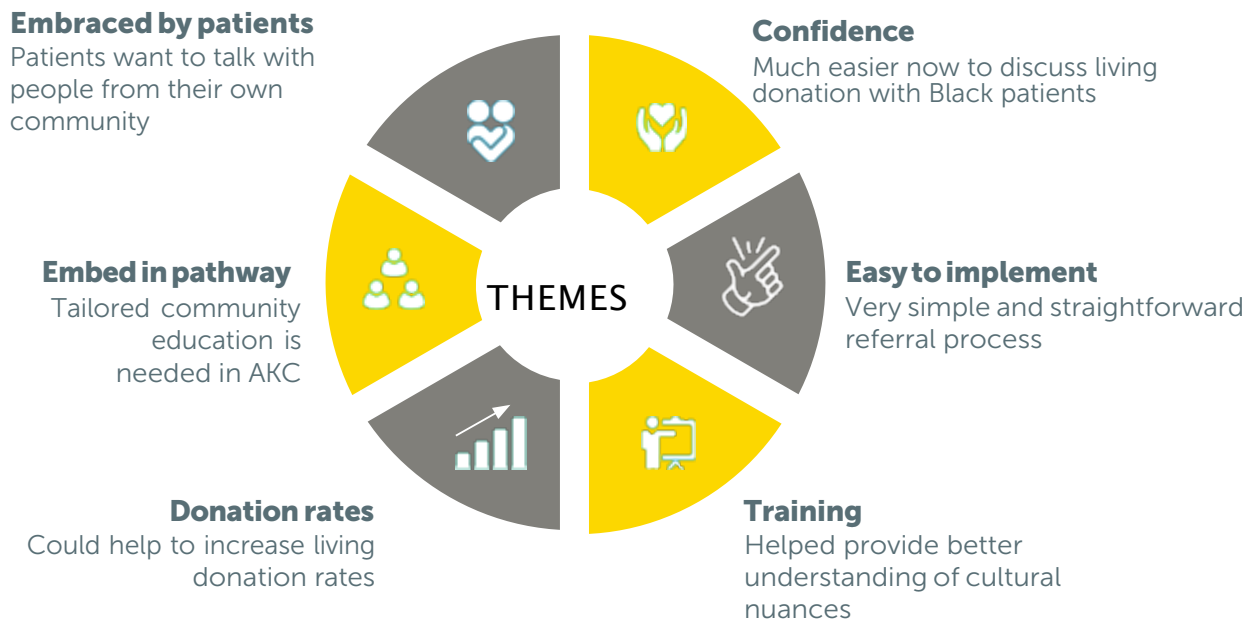 Embraced by patients
Patients want to talk with
people from their own
community
Confidence
Much easier now to discuss living
donation with Black patients
Embed in pathway
Tailored community
education is
needed in AKC
THEMES
Easy to implement
Very simple and straightforward
referral process
Donation rates
Could help to increase living
donation rates
Training
Helped provide better
understanding of cultural
nuances